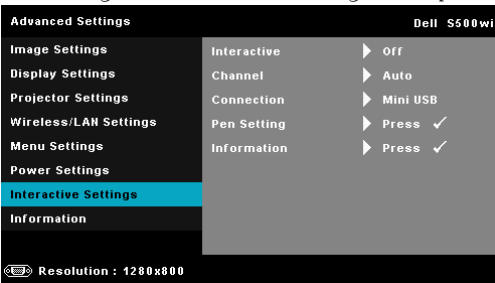 Advanced Settings Dell S500wi
Image Settings Interactive Off
Display Settings Channel Auto
Projector Settings Connection Mini USB
Wireless/LAN Settings Pen Setting Press ✓
Menu Settings Information Press ✓
Power Settings
Interactive Settings
Information
Resolution : 1280x800